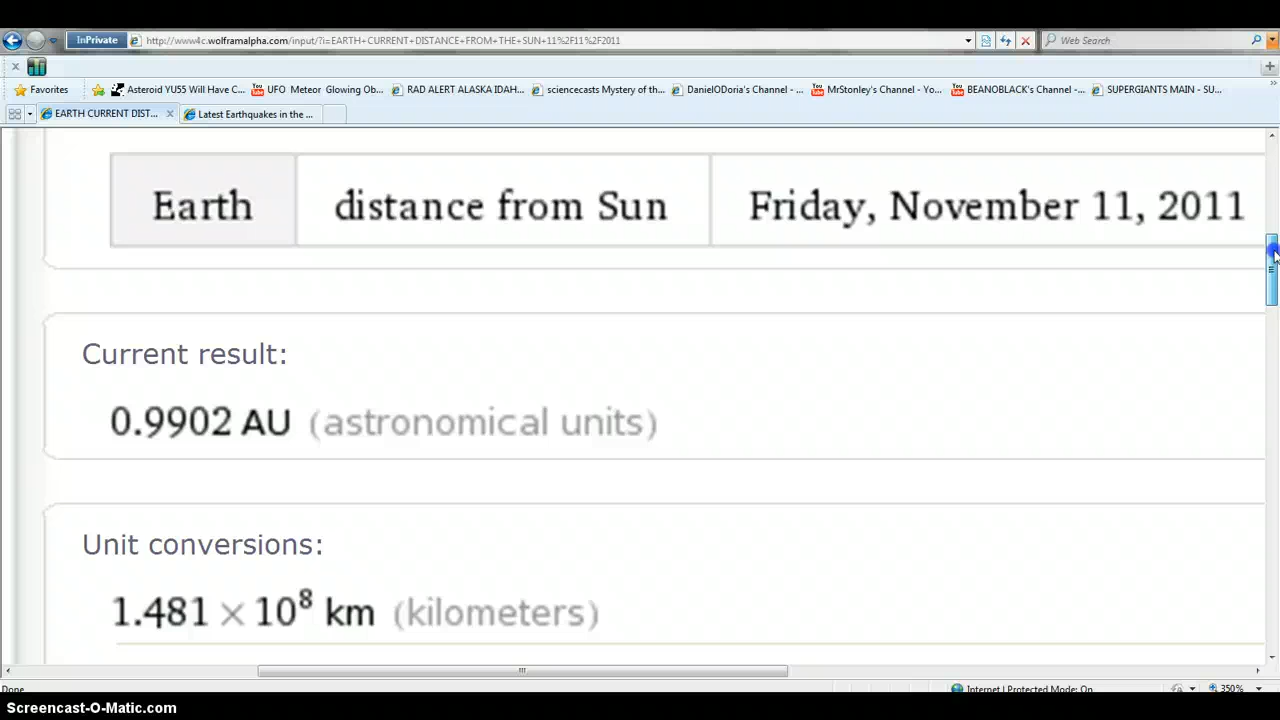 InPrivate http://www4c.wolframalpha.com/input/?i=EARTH+CURRENT+DISTANCE+FROM+THE+SUN+11%2F11%2F2011 Web Search
Favorites Asteroid YU55 Will Have C... UFO Meteor Glowing Ob... RAD ALERT ALASKA IDAH... sciencecasts Mystery of th... DanielODoria's Channel - ... MrStonley's Channel - Yo... BEANOBLACK's Channel -... SUPERGIANTS MAIN - SU...
EARTH CURRENT DIST... Latest Earthquakes in the ...
Earth distance from Sun Friday, November 11, 2011
Current result:
0.9902 AU (astronomical units)
Unit conversions:
1.481 × 10⁸ km (kilometers)
Done Internet | Protected Mode: On 350%
Screencast-O-Matic.com